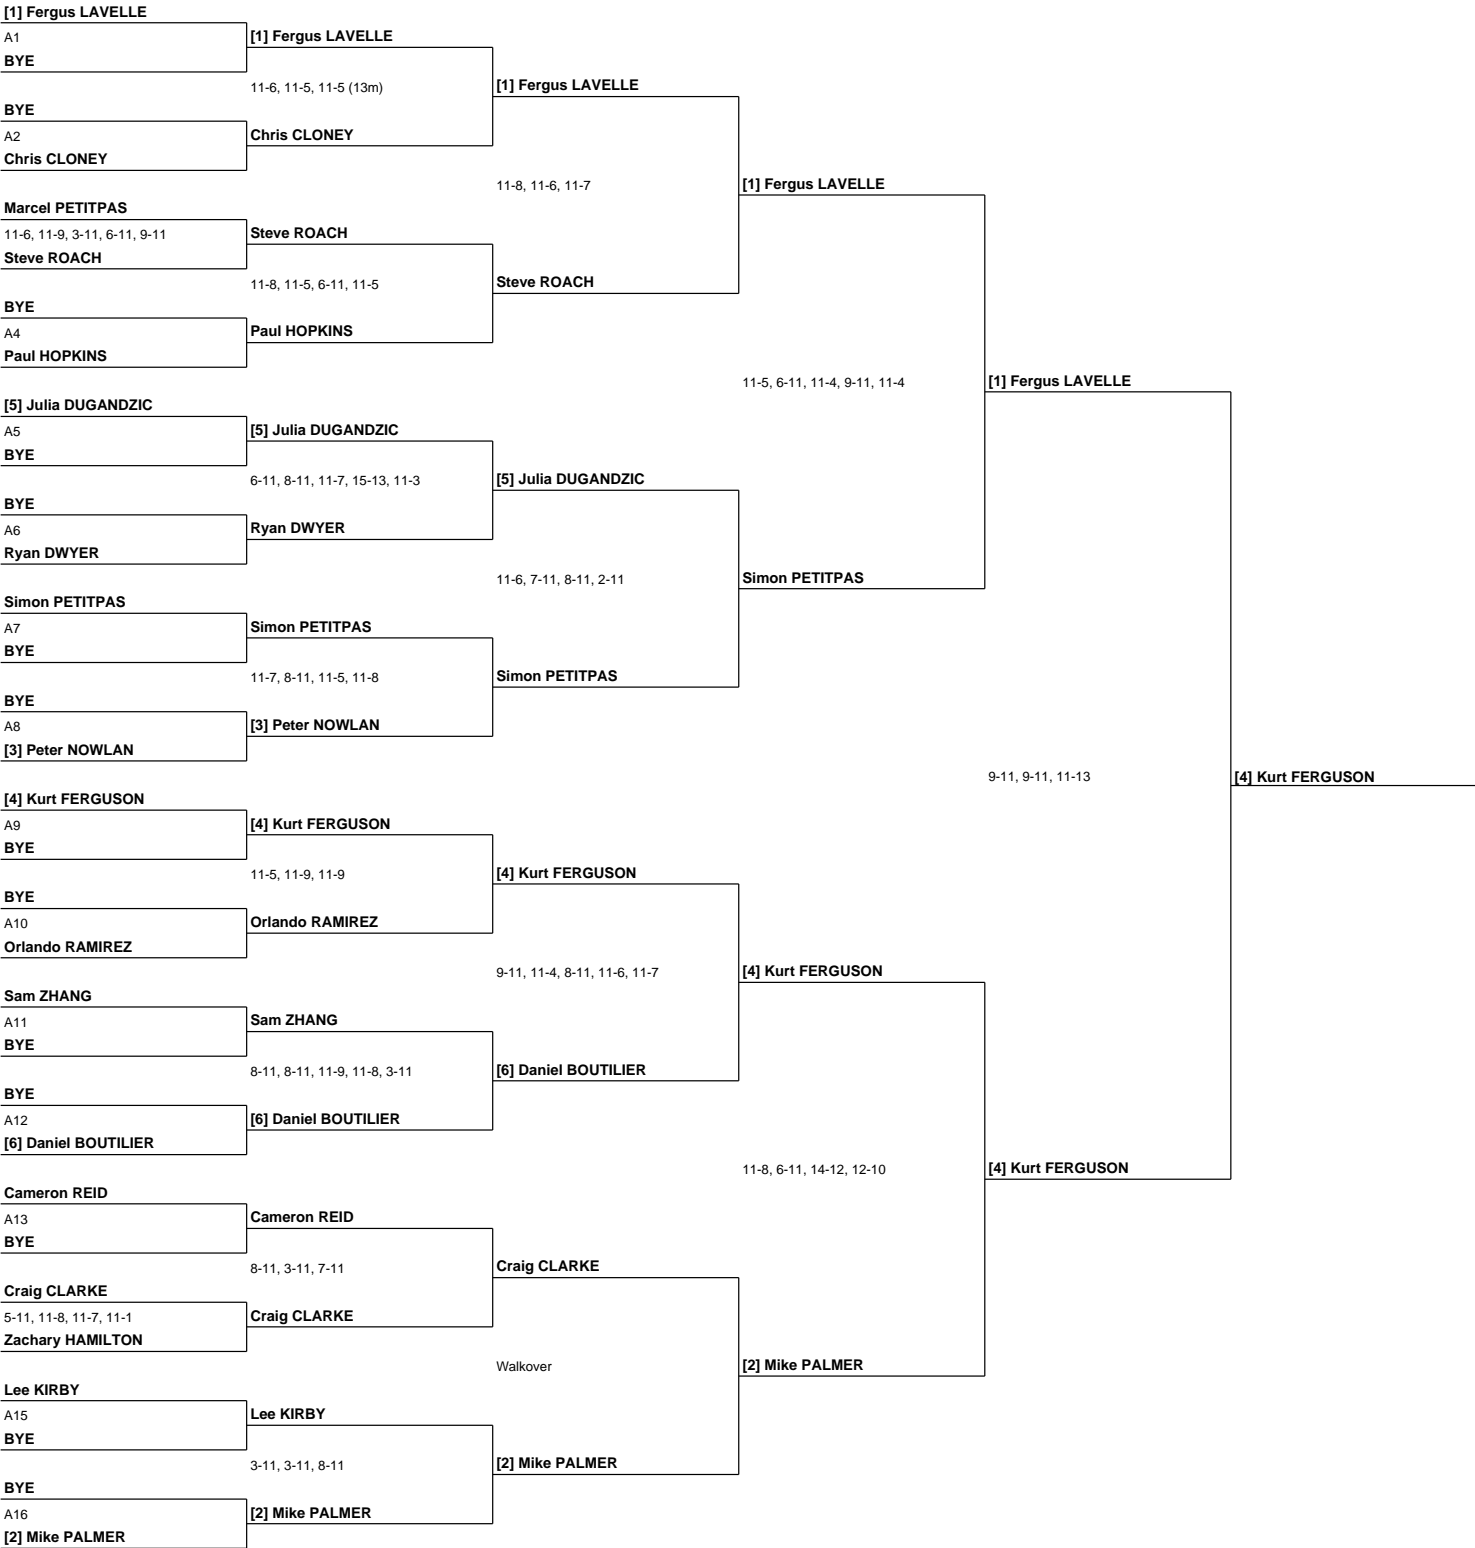 [1] Fergus LAVELLE
A1
BYE
BYE
A2
Chris CLONEY
Marcel PETITPAS
11-6, 11-9, 3-11, 6-11, 9-11
Steve ROACH
BYE
A4
Paul HOPKINS
[5] Julia DUGANDZIC
A5
BYE
BYE
A6
Ryan DWYER
Simon PETITPAS
A7
BYE
BYE
A8
[3] Peter NOWLAN
[4] Kurt FERGUSON
A9
BYE
BYE
A10
Orlando RAMIREZ
Sam ZHANG
A11
BYE
BYE
A12
[6] Daniel BOUTILIER
Cameron REID
A13
BYE
Craig CLARKE
5-11, 11-8, 11-7, 11-1
Zachary HAMILTON
Lee KIRBY
A15
BYE
BYE
A16
[2] Mike PALMER
[1] Fergus LAVELLE
11-6, 11-5, 11-5 (13m)
Chris CLONEY
Steve ROACH
11-8, 11-5, 6-11, 11-5
Paul HOPKINS
[5] Julia DUGANDZIC
6-11, 8-11, 11-7, 15-13, 11-3
Ryan DWYER
Simon PETITPAS
11-7, 8-11, 11-5, 11-8
[3] Peter NOWLAN
[4] Kurt FERGUSON
11-5, 11-9, 11-9
Orlando RAMIREZ
Sam ZHANG
8-11, 8-11, 11-9, 11-8, 3-11
[6] Daniel BOUTILIER
Cameron REID
8-11, 3-11, 7-11
Craig CLARKE
Lee KIRBY
3-11, 3-11, 8-11
[2] Mike PALMER
[1] Fergus LAVELLE
11-8, 11-6, 11-7
Steve ROACH
[5] Julia DUGANDZIC
11-6, 7-11, 8-11, 2-11
Simon PETITPAS
[4] Kurt FERGUSON
9-11, 11-4, 8-11, 11-6, 11-7
[6] Daniel BOUTILIER
Craig CLARKE
Walkover
[2] Mike PALMER
[1] Fergus LAVELLE
11-5, 6-11, 11-4, 9-11, 11-4
Simon PETITPAS
[4] Kurt FERGUSON
11-8, 6-11, 14-12, 12-10
[2] Mike PALMER
[1] Fergus LAVELLE
9-11, 9-11, 11-13
[4] Kurt FERGUSON
[4] Kurt FERGUSON